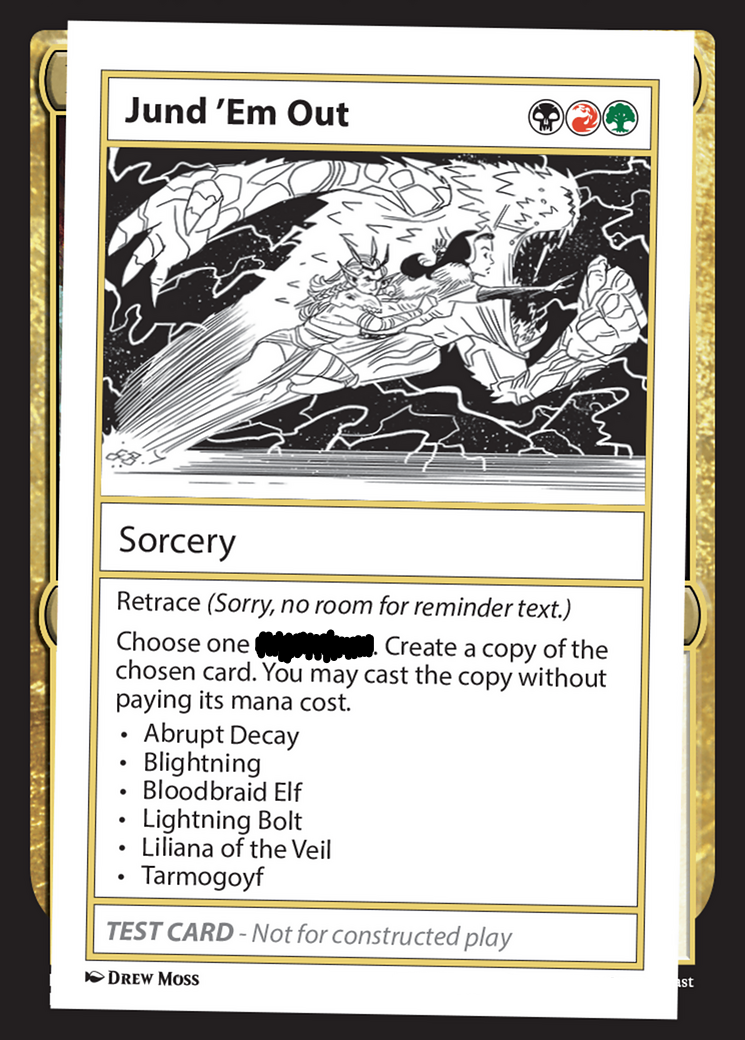 Jund ’Em Out
Sorcery
Retrace (Sorry, no room for reminder text.)
Choose one . Create a copy of the
chosen card. You may cast the copy without
paying its mana cost.
• Abrupt Decay
• Blightning
• Bloodbraid Elf
• Lightning Bolt
• Liliana of the Veil
• Tarmogoyf
TEST CARD - Not for constructed play
DREW MOSS
ast